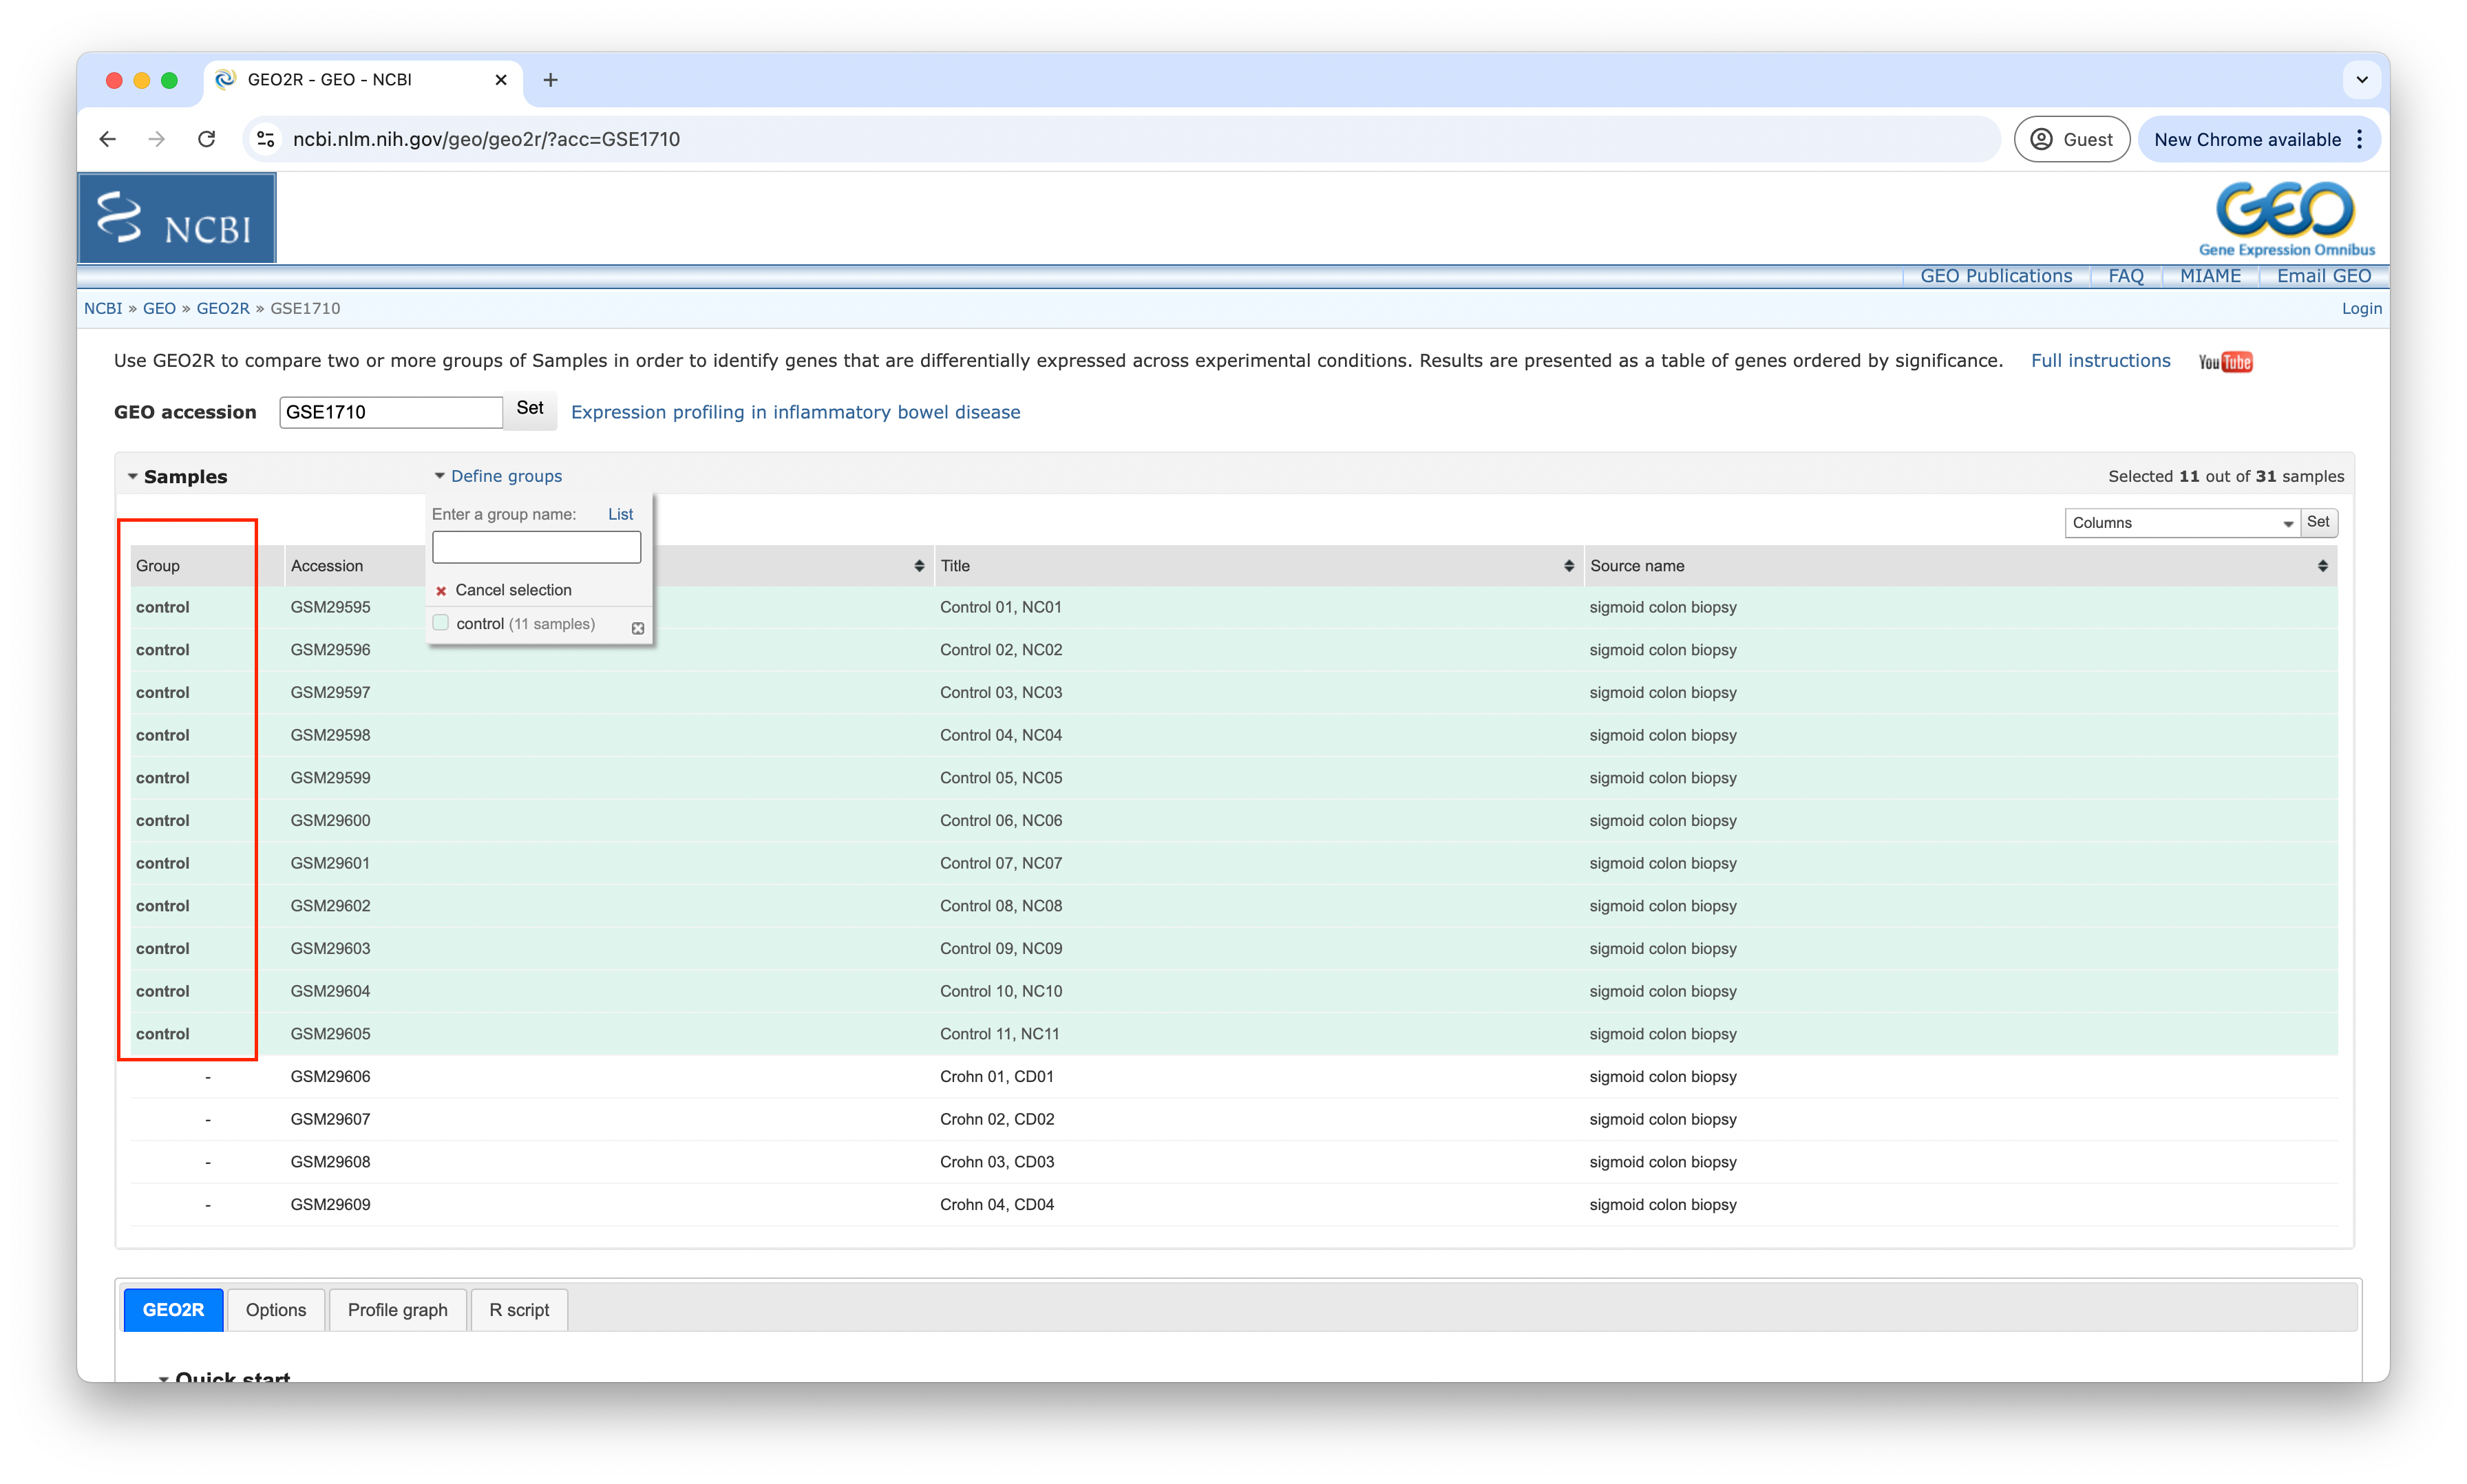 GEO2R - GEO - NCBI
ncbi.nlm.nih.gov/geo/geo2r/?acc=GSE1710
Guest
New Chrome available
NCBI
GEO
Gene Expression Omnibus
GEO Publications FAQ MIAME Email GEO
NCBI » GEO » GEO2R » GSE1710
Login
Use GEO2R to compare two or more groups of Samples in order to identify genes that are differentially expressed across experimental conditions. Results are presented as a table of genes ordered by significance. Full instructions YouTube
GEO accession GSE1710 Set Expression profiling in inflammatory bowel disease
Samples Define groups Selected 11 out of 31 samples
Enter a group name: List
Columns Set
Cancel selection
control (11 samples)
Group Accession Title Source name
control GSM29595 Control 01, NC01 sigmoid colon biopsy
control GSM29596 Control 02, NC02 sigmoid colon biopsy
control GSM29597 Control 03, NC03 sigmoid colon biopsy
control GSM29598 Control 04, NC04 sigmoid colon biopsy
control GSM29599 Control 05, NC05 sigmoid colon biopsy
control GSM29600 Control 06, NC06 sigmoid colon biopsy
control GSM29601 Control 07, NC07 sigmoid colon biopsy
control GSM29602 Control 08, NC08 sigmoid colon biopsy
control GSM29603 Control 09, NC09 sigmoid colon biopsy
control GSM29604 Control 10, NC10 sigmoid colon biopsy
control GSM29605 Control 11, NC11 sigmoid colon biopsy
- GSM29606 Crohn 01, CD01 sigmoid colon biopsy
- GSM29607 Crohn 02, CD02 sigmoid colon biopsy
- GSM29608 Crohn 03, CD03 sigmoid colon biopsy
- GSM29609 Crohn 04, CD04 sigmoid colon biopsy
GEO2R Options Profile graph R script
Quick start